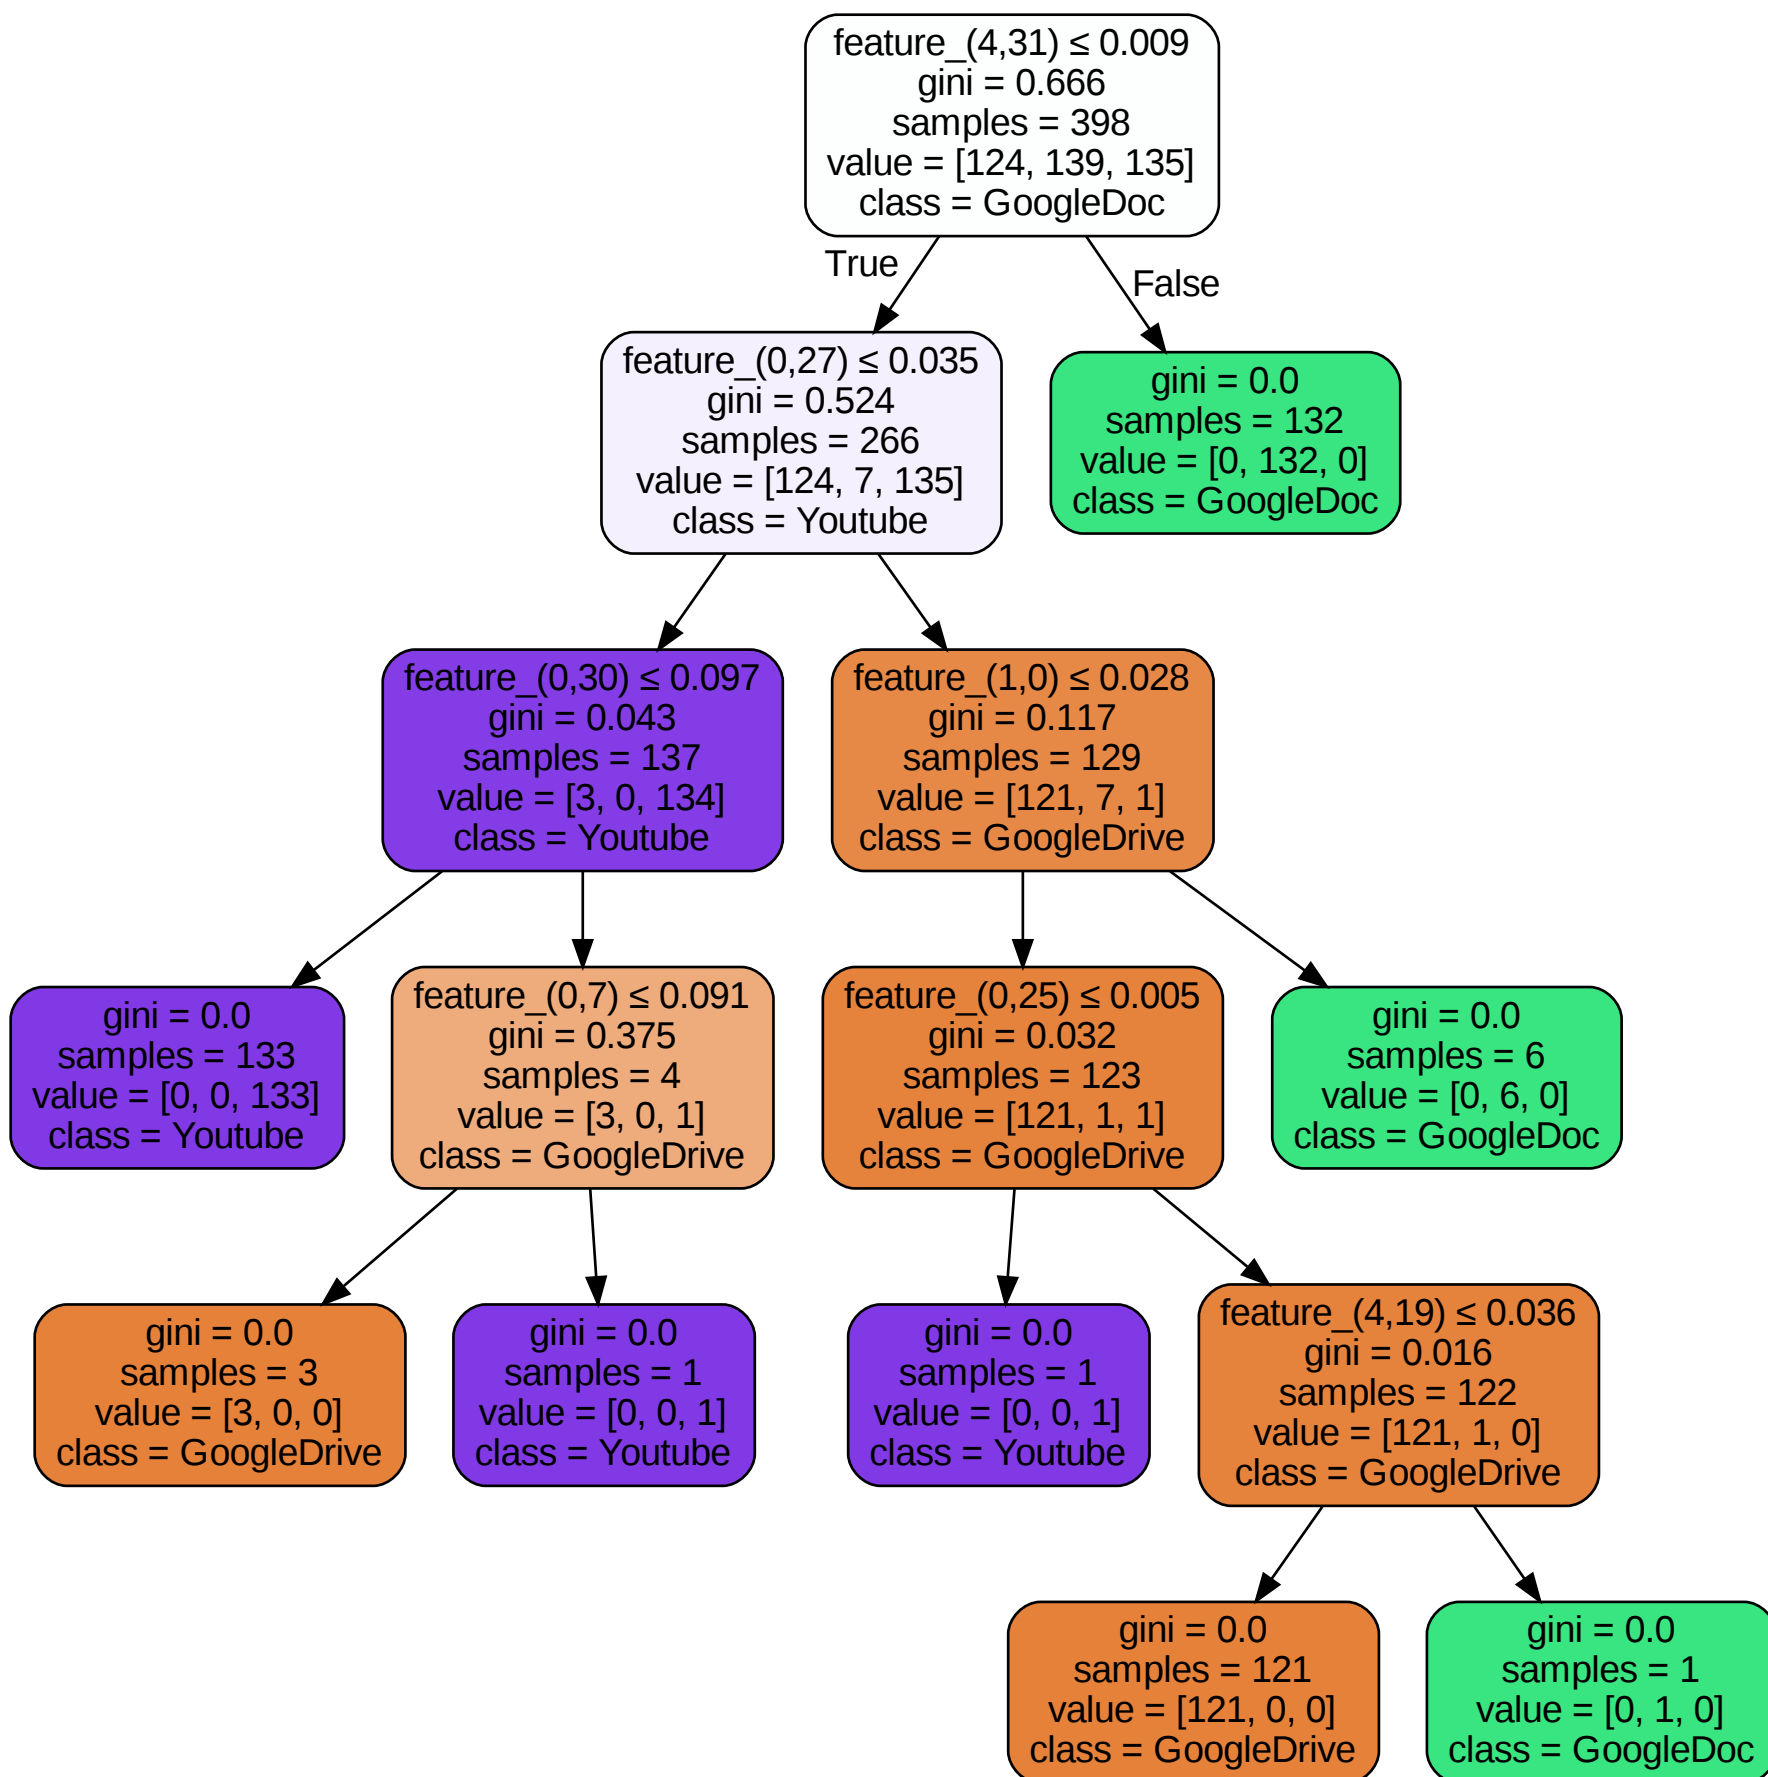 feature_(4,31) ≤ 0.009
gini = 0.666
samples = 398
value = [124, 139, 135]
class = GoogleDoc
True
False
feature_(0,27) ≤ 0.035
gini = 0.524
samples = 266
value = [124, 7, 135]
class = Youtube
gini = 0.0
samples = 132
value = [0, 132, 0]
class = GoogleDoc
feature_(0,30) ≤ 0.097
gini = 0.043
samples = 137
value = [3, 0, 134]
class = Youtube
feature_(1,0) ≤ 0.028
gini = 0.117
samples = 129
value = [121, 7, 1]
class = GoogleDrive
gini = 0.0
samples = 133
value = [0, 0, 133]
class = Youtube
feature_(0,7) ≤ 0.091
gini = 0.375
samples = 4
value = [3, 0, 1]
class = GoogleDrive
feature_(0,25) ≤ 0.005
gini = 0.032
samples = 123
value = [121, 1, 1]
class = GoogleDrive
gini = 0.0
samples = 6
value = [0, 6, 0]
class = GoogleDoc
gini = 0.0
samples = 3
value = [3, 0, 0]
class = GoogleDrive
gini = 0.0
samples = 1
value = [0, 0, 1]
class = Youtube
gini = 0.0
samples = 1
value = [0, 0, 1]
class = Youtube
feature_(4,19) ≤ 0.036
gini = 0.016
samples = 122
value = [121, 1, 0]
class = GoogleDrive
gini = 0.0
samples = 121
value = [121, 0, 0]
class = GoogleDrive
gini = 0.0
samples = 1
value = [0, 1, 0]
class = GoogleDoc